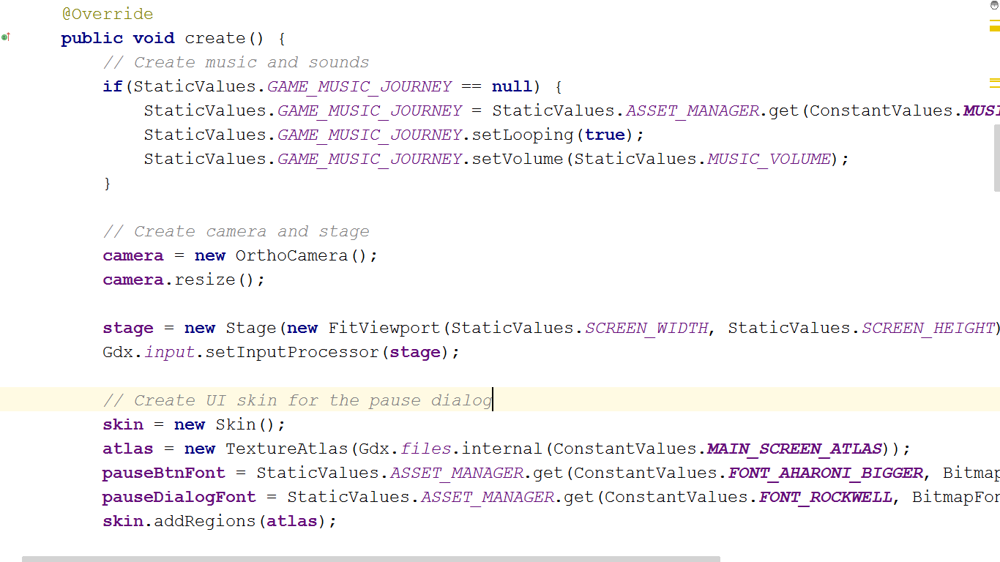 @Override
public void create() {
// Create music and sounds
if(StaticValues.GAME_MUSIC_JOURNEY == null) {
StaticValues.GAME_MUSIC_JOURNEY = StaticValues.ASSET_MANAGER.get(ConstantValues.
StaticValues.GAME_MUSIC_JOURNEY.setLooping(true);
StaticValues.GAME_MUSIC_JOURNEY.setVolume(StaticValues.MUSIC_VOLUME);
}
// Create camera and stage
camera = new OrthoCamera();
camera.resize();
stage = new Stage(new FitViewport(StaticValues.SCREEN_WIDTH, StaticValues.SCREEN_HEIGHT)
Gdx.input.setInputProcessor(stage);
// Create UI skin for the pause dialog
skin = new Skin();
atlas = new TextureAtlas(Gdx.files.internal(ConstantValues.MAIN_SCREEN_ATLAS));
pauseBtnFont = StaticValues.ASSET_MANAGER.get(ConstantValues.FONT_AHARONI_BIGGER,
pauseDialogFont = StaticValues.ASSET_MANAGER.get(ConstantValues.FONT_ROCKWELL,
skin.addRegions(atlas);